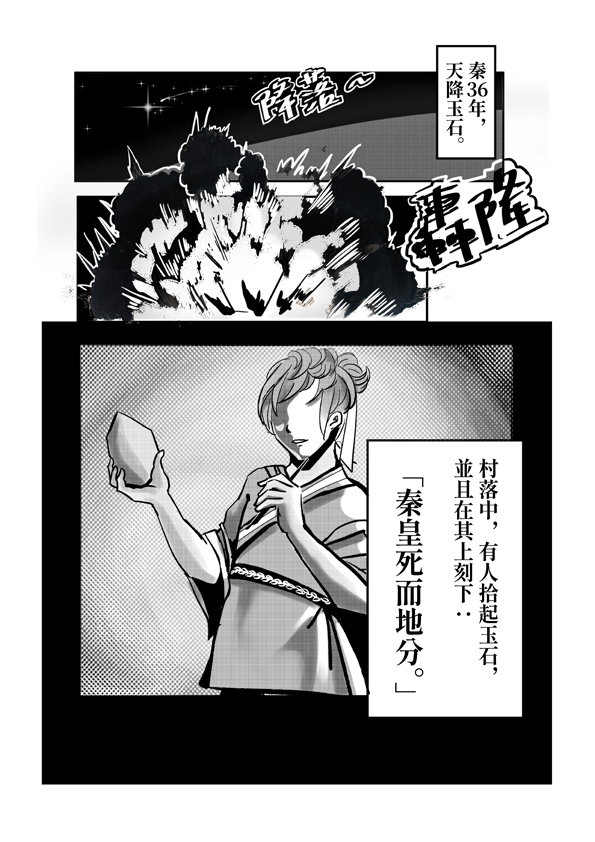 秦36年，
天降玉石。
降落～
轟隆
村落中，有人拾起玉石，
並且在其上刻下：
「秦皇死而地分。」